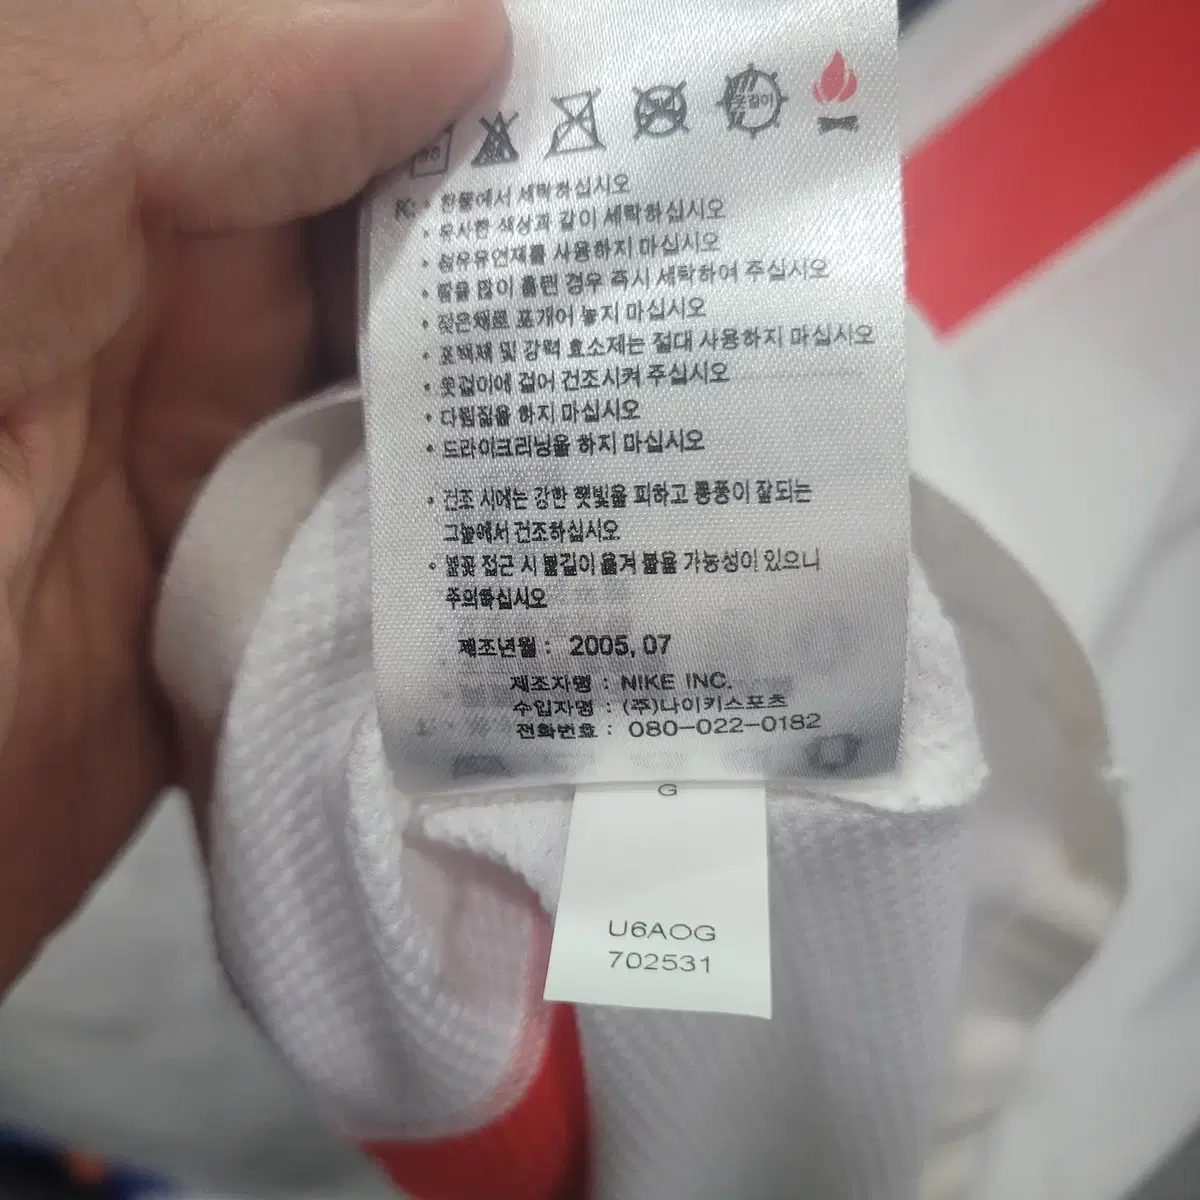 30
옷걸이
K: • 찬물에서 세탁하십시오
• 유사한 색상과 같이 세탁하십시오
• 섬유유연재를 사용하지 마십시오
• 땀을 많이 흘린 경우 즉시 세탁하여 주십시오
• 젖은채로 포개어 놓지 마십시오
• 표백제 및 강력 효소제는 절대 사용하지 마십시오
• 옷걸이에 걸어 건조시켜 주십시오
• 다림질을 하지 마십시오
• 드라이크리닝을 하지 마십시오
• 건조 시에는 강한 햇빛을 피하고 통풍이 잘되는
그늘에서 건조하십시오
• 불꽃 접근 시 불길이 옮겨 붙을 가능성이 있으니
주의하십시오
제조년월 : 2005, 07
제조자명 : NIKE INC.
수입자명 : (주)나이키스포츠
전화번호 : 080-022-0182
G
U6AOG
702531